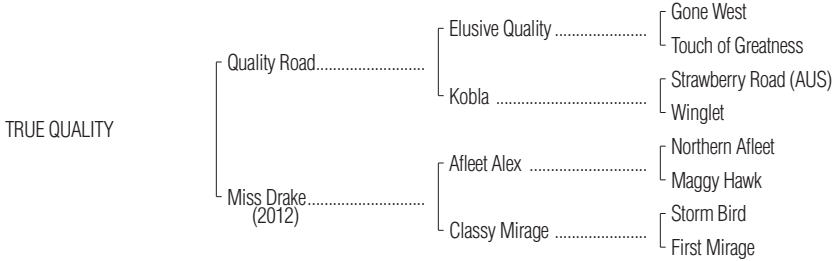 Gone West
Elusive Quality ......................
Touch of Greatness
Quality Road..........................
Strawberry Road (AUS)
Kobla ....................................
Winglet
TRUE QUALITY
Northern Afleet
Afleet Alex ............................
Maggy Hawk
Miss Drake............................
(2012)
Storm Bird
Classy Mirage ......................
First Mirage